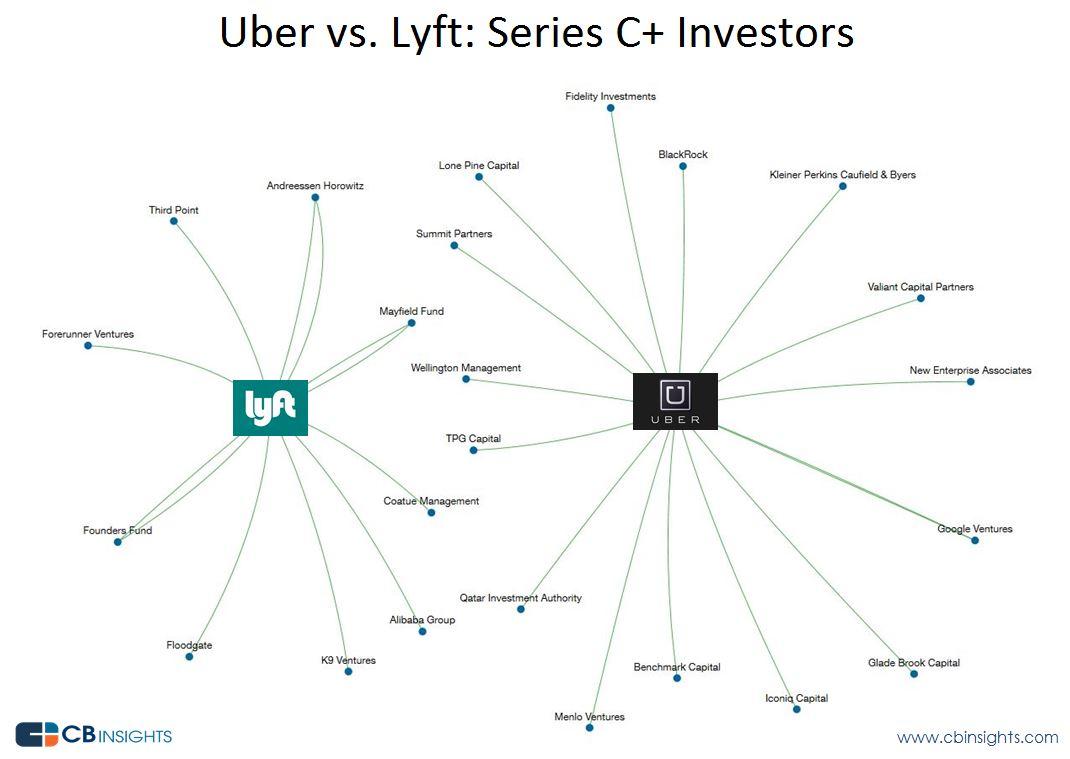 Uber vs. Lyft: Series C+ Investors
Fidelity Investments
BlackRock
Lone Pine Capital
Kleiner Perkins Caufield & Byers
Andreessen Horowitz
Third Point
Summit Partners
Valiant Capital Partners
Mayfield Fund
Forerunner Ventures
Wellington Management
New Enterprise Associates
lyft
U
UBER
TPG Capital
Coatue Management
Founders Fund
Google Ventures
Qatar Investment Authority
Alibaba Group
Floodgate
K9 Ventures
Benchmark Capital
Glade Brook Capital
Iconiq Capital
Menlo Ventures
CBINSIGHTS
www.cbinsights.com